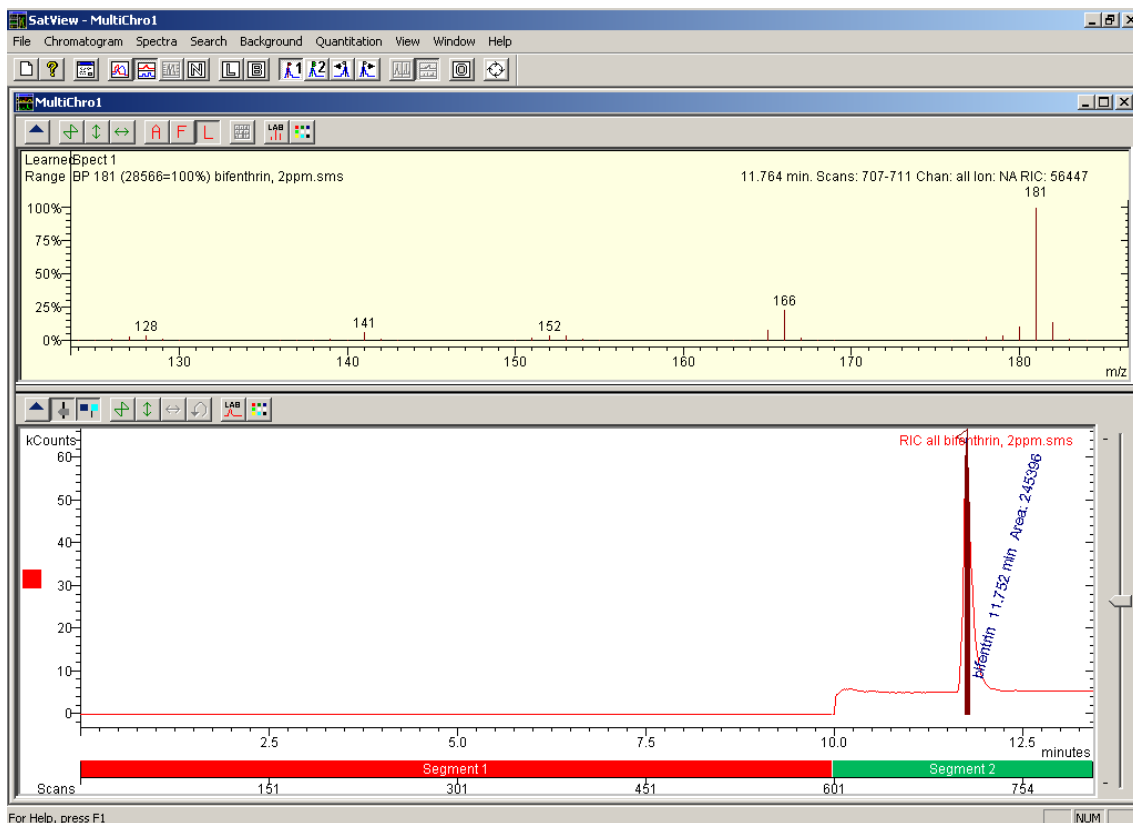 SatView - MultiChro1
File Chromatogram Spectra Search Background Quantitation View Window Help
? N L B 1 2 O
MultiChro1
A F L LAB
Learned Spect 1
Range BP 181 (28566=100%) bifenthrin, 2ppm.sms 11.764 min. Scans: 707-711 Chan: all Ion: NA RIC: 56447
181
100%
75%
50%
25%
166
141
128
152
0%
130 140 150 160 170 180
m/z
LAB
kCounts
RIC all bifenthrin, 2ppm.sms
60
50
40
30
20
10
0
bifentrin 11.752 min Area: 245396
2.5 5.0 7.5 10.0 12.5
minutes
Segment 1 Segment 2
Scans 151 301 451 601 754
For Help, press F1 NUM